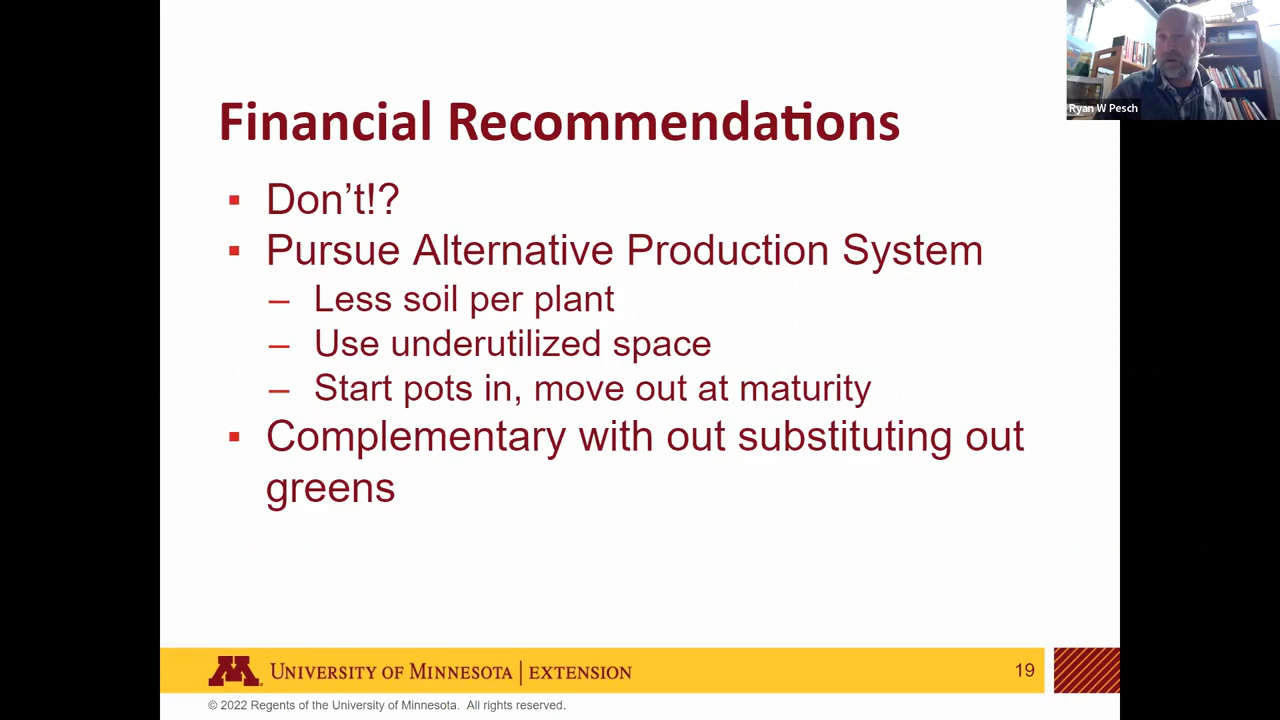 Ryan W Pesch
Financial Recommendations
▪ Don't!?
▪ Pursue Alternative Production System
– Less soil per plant
– Use underutilized space
– Start pots in, move out at maturity
▪ Complementary with out substituting out
greens
UNIVERSITY OF MINNESOTA | EXTENSION
19
© 2022 Regents of the University of Minnesota. All rights reserved.